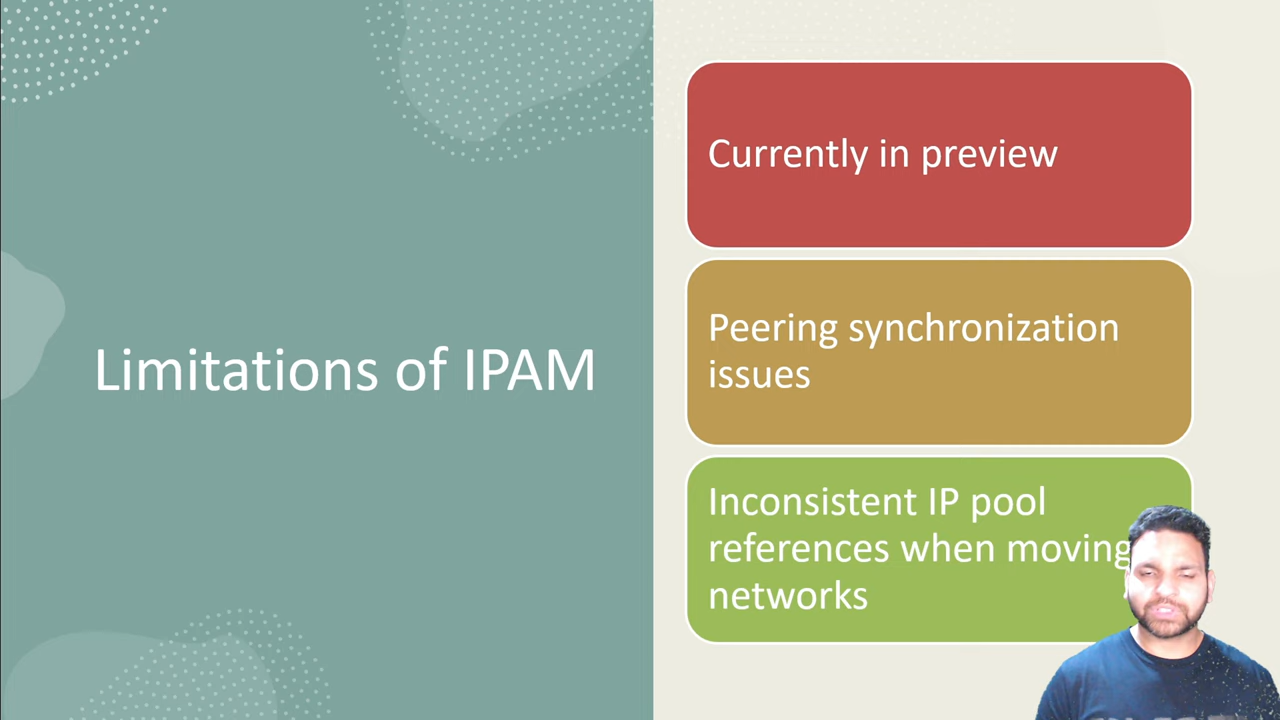 Limitations of IPAM
Currently in preview
Peering synchronization
issues
Inconsistent IP pool
references when moving
networks